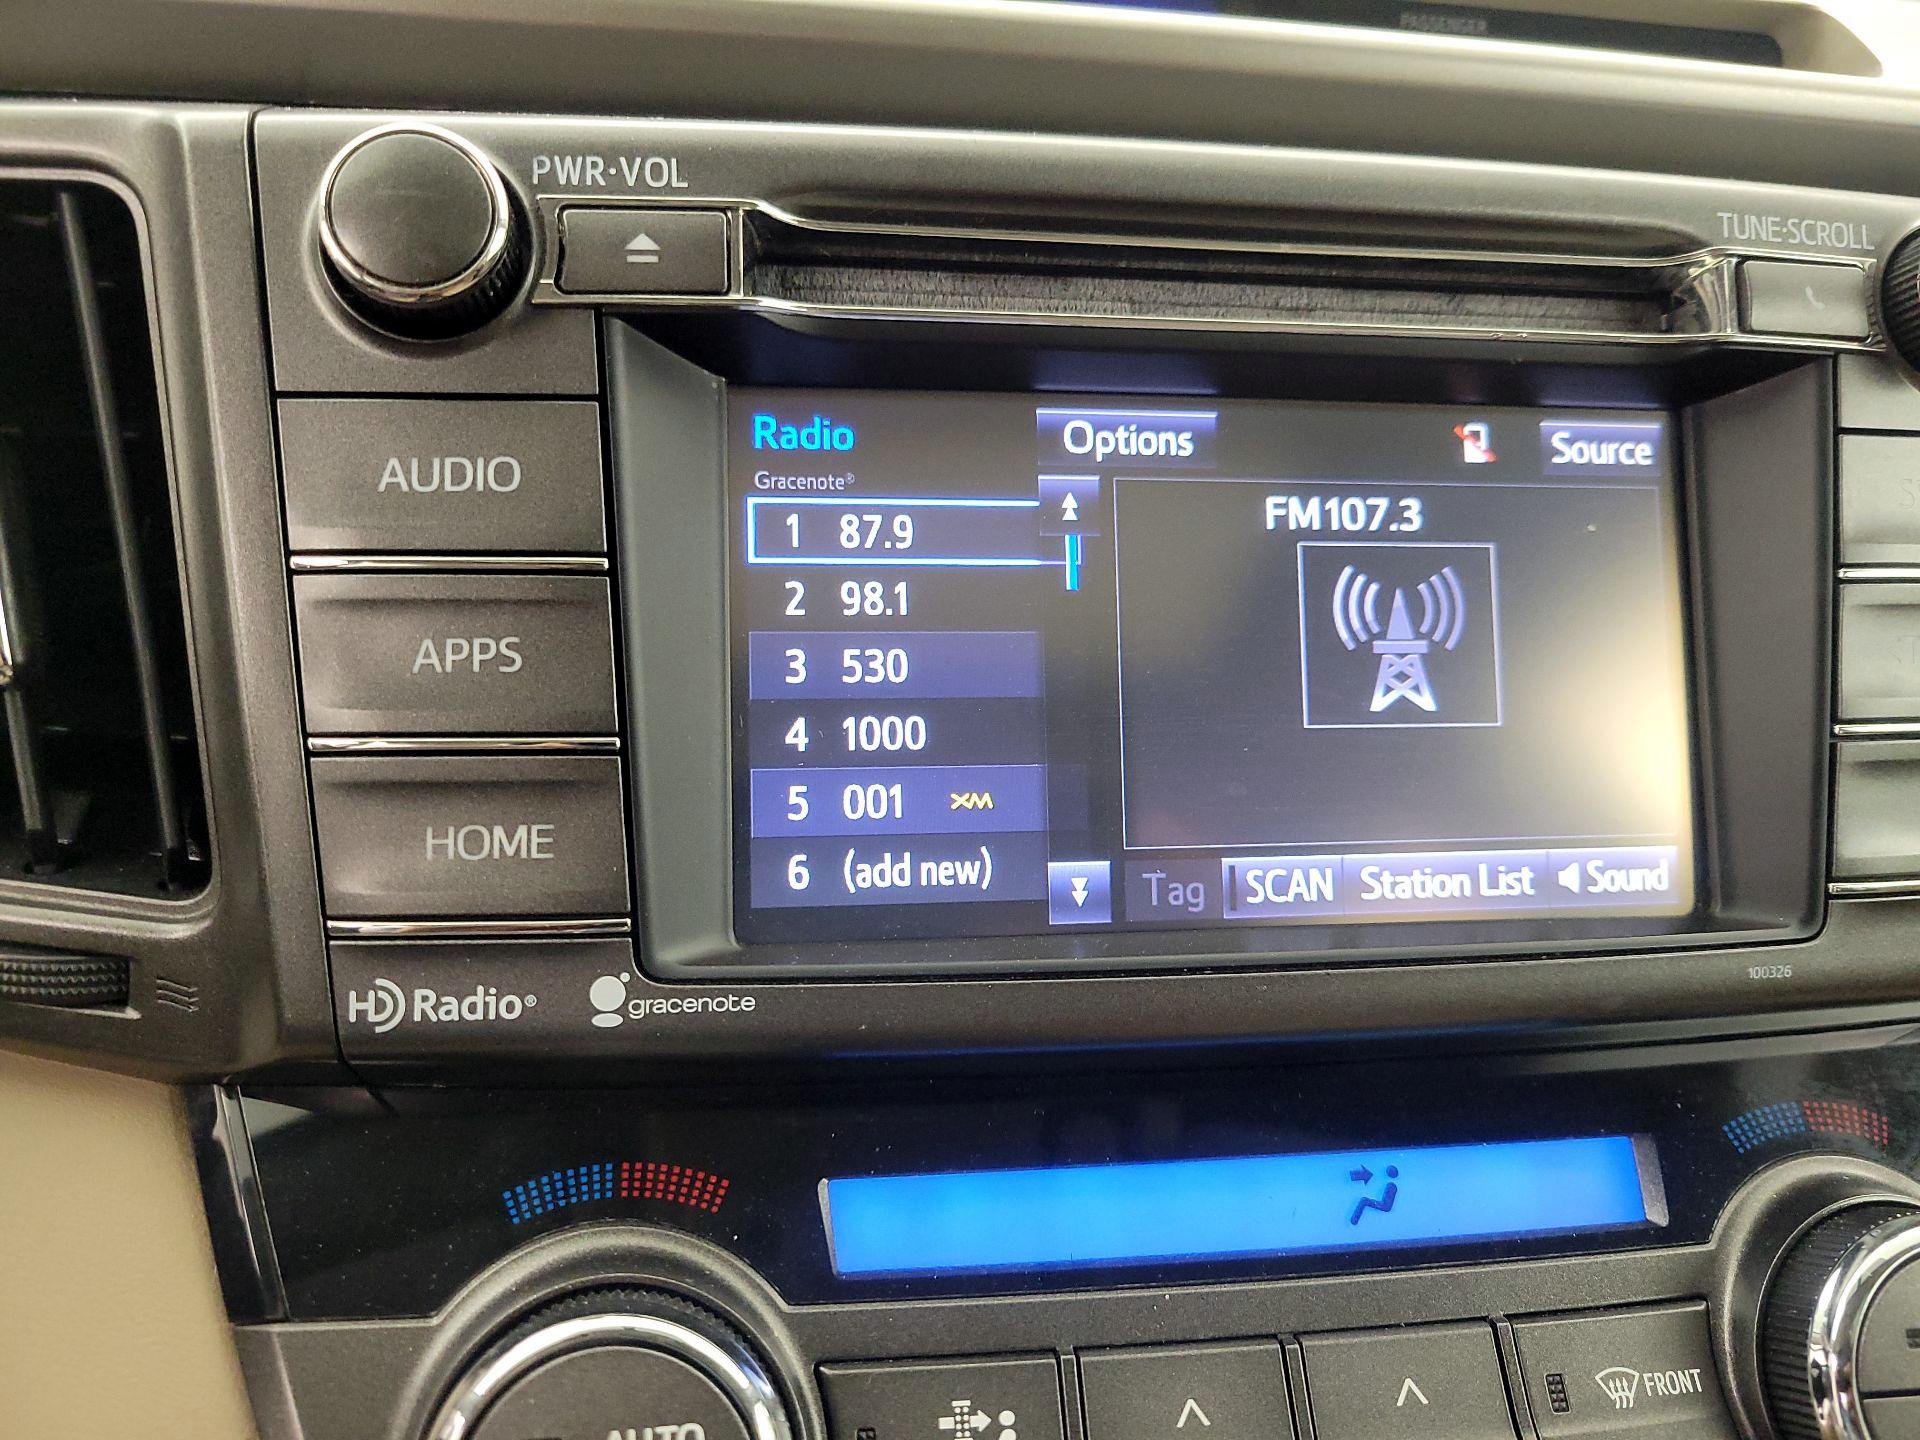 PASSENGER
PWR·VOL
TUNE·SCROLL
AUDIO
APPS
HOME
Radio
Options
Source
Gracenote®
1 87.9
2 98.1
3 530
4 1000
5 001 XM
6 (add new)
FM107.3
Tag
SCAN
Station List
Sound
HD Radio®
gracenote
100326
FRONT
AUTO